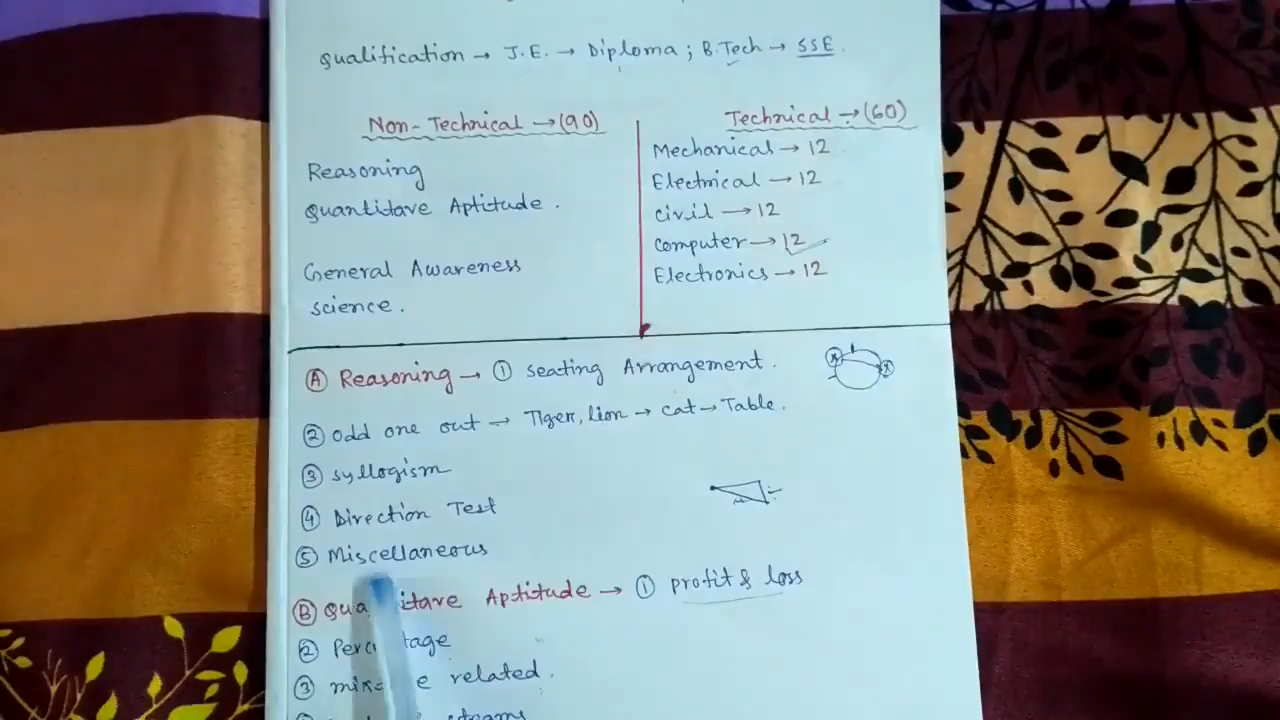 Qualification → J.E. → Diploma ; B.Tech → SSE.
Non-Technical → (90)
Reasoning
Quantitave Aptitude .
General Awareness
science .
Technical → (60)
Mechanical → 12
Electrical → 12
civil → 12
computer → 12
Electronics → 12
Ⓐ Reasoning → ① seating Arrangement .
② odd one out → Tiger, lion → cat → Table .
③ syllogism
④ Direction Test
⑤ Miscellaneous
Ⓑ Aptitude → ① profit & loss
②
③ related .